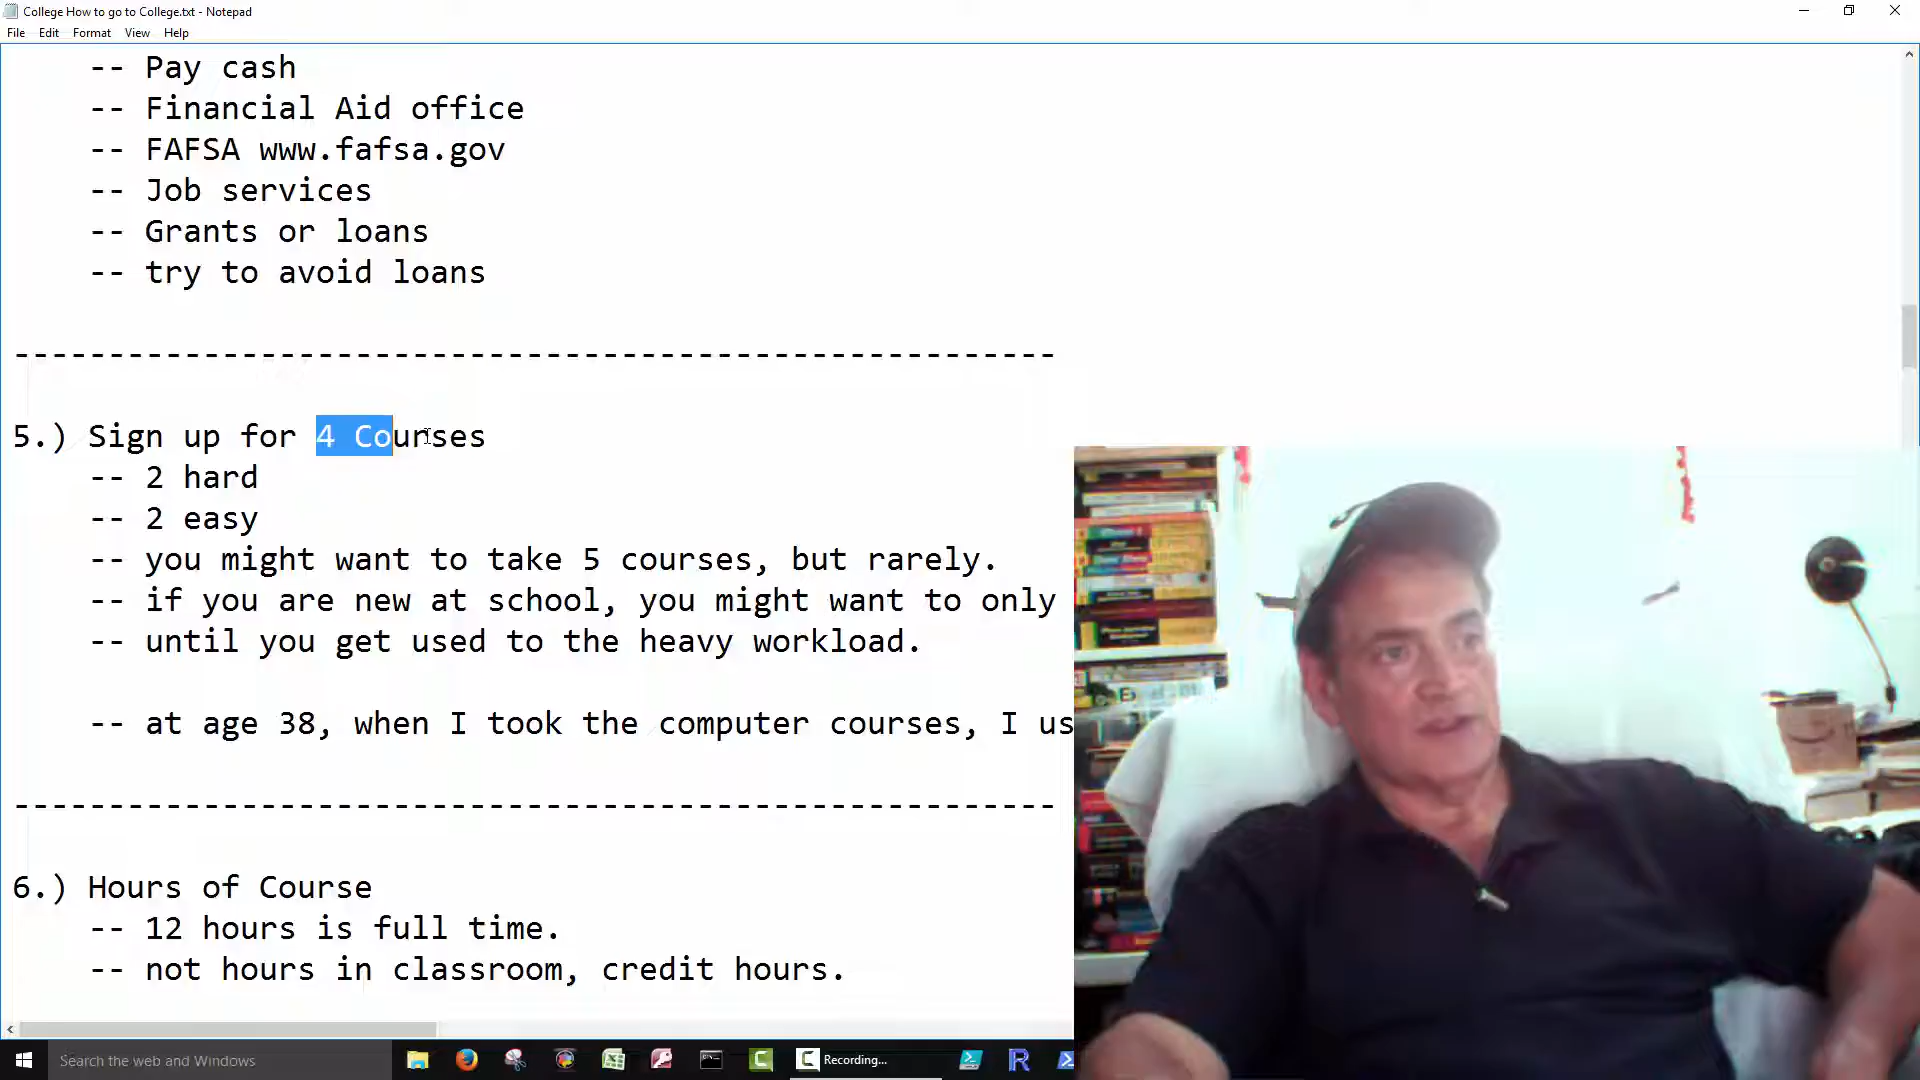 College How to go to College.txt - Notepad
File Edit Format View Help
-- Pay cash
-- Financial Aid office
-- FAFSA www.fafsa.gov
-- Job services
-- Grants or loans
-- try to avoid loans
-------------------------------------------------------
5.) Sign up for 4 Courses
-- 2 hard
-- 2 easy
-- you might want to take 5 courses, but rarely.
-- if you are new at school, you might want to only
-- until you get used to the heavy workload.
-- at age 38, when I took the computer courses, I us
-------------------------------------------------------
6.) Hours of Course
-- 12 hours is full time.
-- not hours in classroom, credit hours.
Search the web and Windows
Recording...